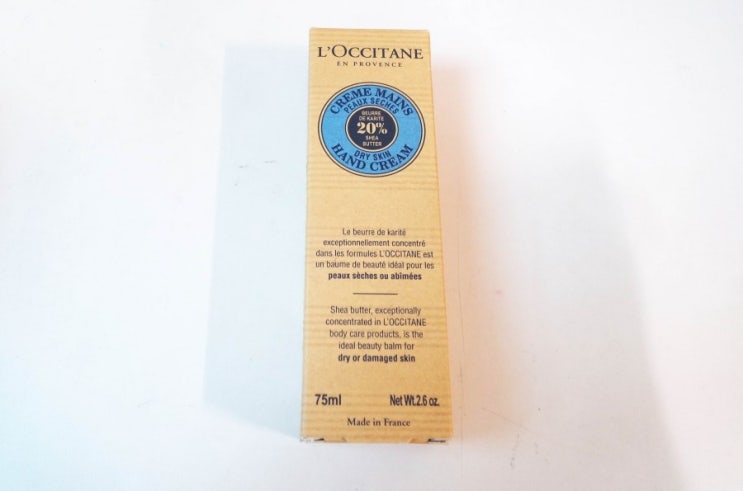 L'OCCITANE
EN PROVENCE
CRÈME MAINS
PEAUX SÈCHES
BEURRE
DE KARITÉ
20%
SHEA
BUTTER
DRY SKIN
HAND CREAM
Le beurre de karité
exceptionnellement concentré
dans les formules L'OCCITANE est
un baume de beauté idéal pour les
peaux sèches ou abîmées
Shea butter, exceptionally
concentrated in L'OCCITANE
body care products, is the
ideal beauty balm for
dry or damaged skin
75ml Net Wt.2.6 oz.
Made in France